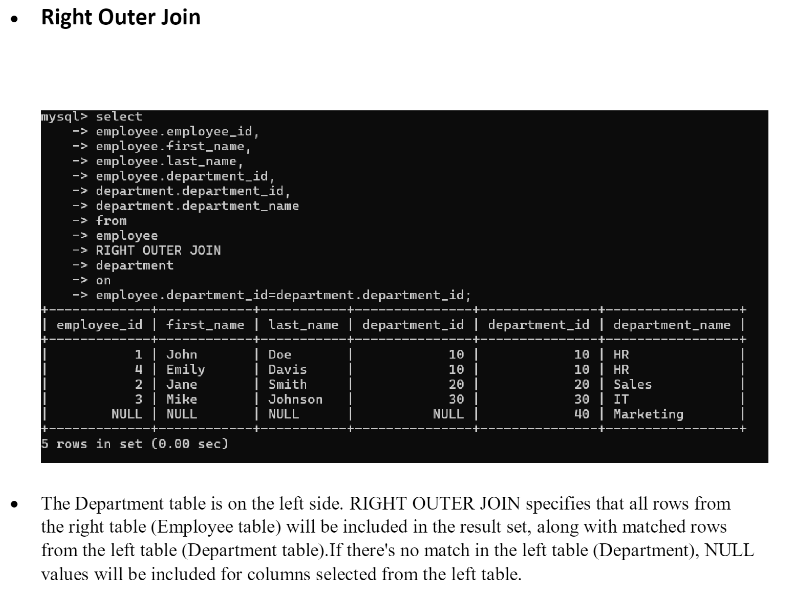 • Right Outer Join
mysql> select
-> employee.employee_id,
-> employee.first_name,
-> employee.last_name,
-> employee.department_id,
-> department.department_id,
-> department.department_name
-> from
-> employee
-> RIGHT OUTER JOIN
-> department
-> on
-> employee.department_id=department.department_id;
+-------------+------------+-----------+---------------+---------------+-----------------+
| employee_id | first_name | last_name | department_id | department_id | department_name |
+-------------+------------+-----------+---------------+---------------+-----------------+
| 1 | John | Doe | 10 | 10 | HR |
| 4 | Emily | Davis | 10 | 10 | HR |
| 2 | Jane | Smith | 20 | 20 | Sales |
| 3 | Mike | Johnson | 30 | 30 | IT |
| NULL | NULL | NULL | NULL | 40 | Marketing |
+-------------+------------+-----------+---------------+---------------+-----------------+
5 rows in set (0.00 sec)
• The Department table is on the left side. RIGHT OUTER JOIN specifies that all rows from
the right table (Employee table) will be included in the result set, along with matched rows
from the left table (Department table).If there's no match in the left table (Department), NULL
values will be included for columns selected from the left table.